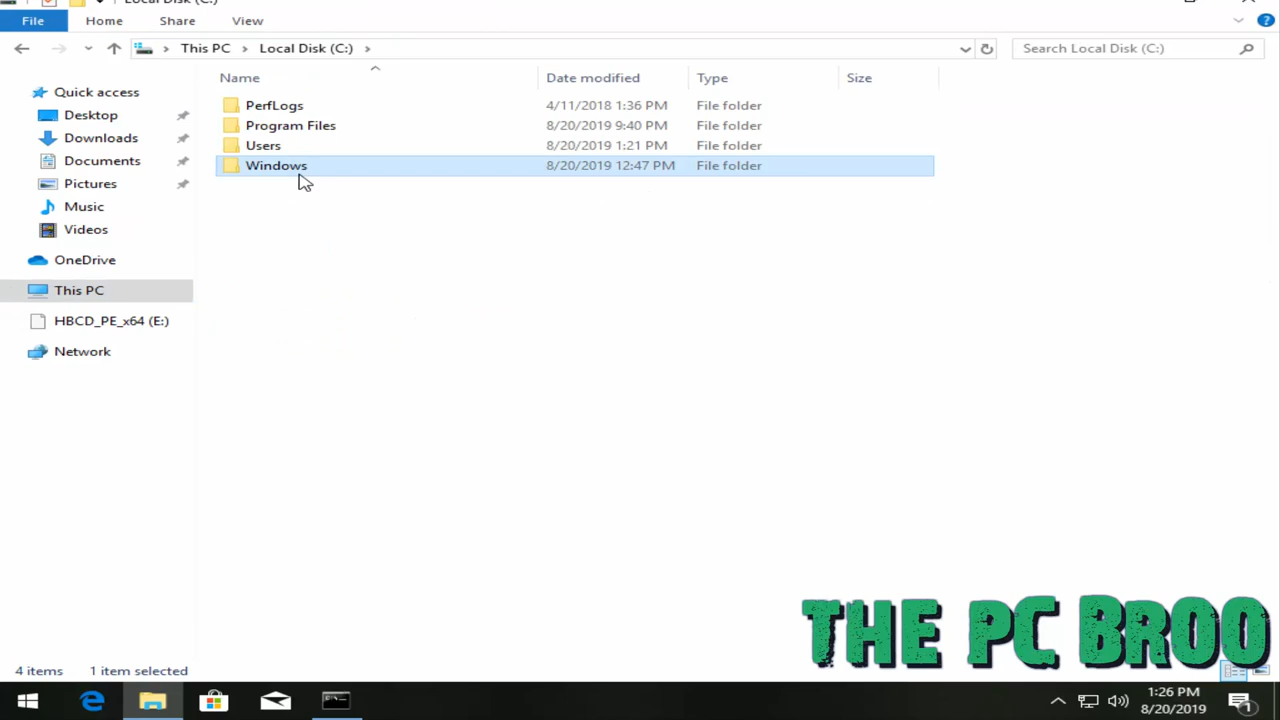 Local Disk (C:)
File Home Share View
This PC Local Disk (C:) Search Local Disk (C:)
Name Date modified Type Size
Quick access
Desktop
Downloads
Documents
Pictures
Music
Videos
OneDrive
This PC
HBCD_PE_x64 (E:)
Network
PerfLogs 4/11/2018 1:36 PM File folder
Program Files 8/20/2019 9:40 PM File folder
Users 8/20/2019 1:21 PM File folder
Windows 8/20/2019 12:47 PM File folder
THE PC BROO
4 items 1 item selected
1:26 PM
8/20/2019
1